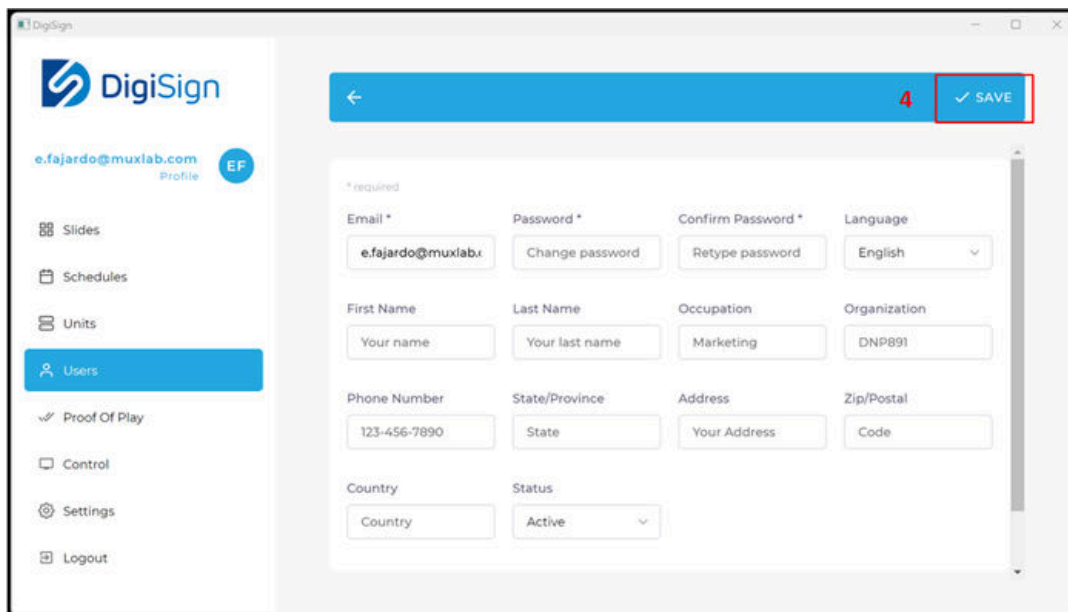 DigiSign
DigiSign
4
SAVE
e.fajardo@muxlab.com
EF
Profile
Slides
Schedules
Units
Users
Proof Of Play
Control
Settings
Logout
* required
Email * Password * Confirm Password * Language
e.fajardo@muxlab.c Change password Retype password English
First Name Last Name Occupation Organization
Your name Your last name Marketing DNP891
Phone Number State/Province Address Zip/Postal
123-456-7890 State Your Address Code
Country Status
Country Active